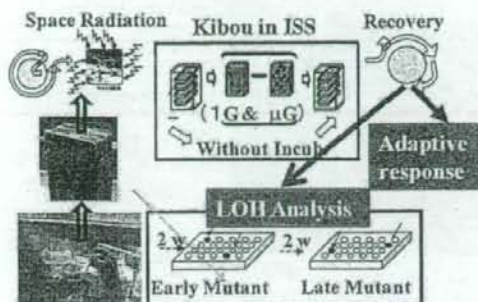 Space Radiation
Kibou in ISS
Recovery
(1G & μG)
Without Incub.
Adaptive
response
LOH Analysis
2 w
2 w
Early Mutant
Late Mutant